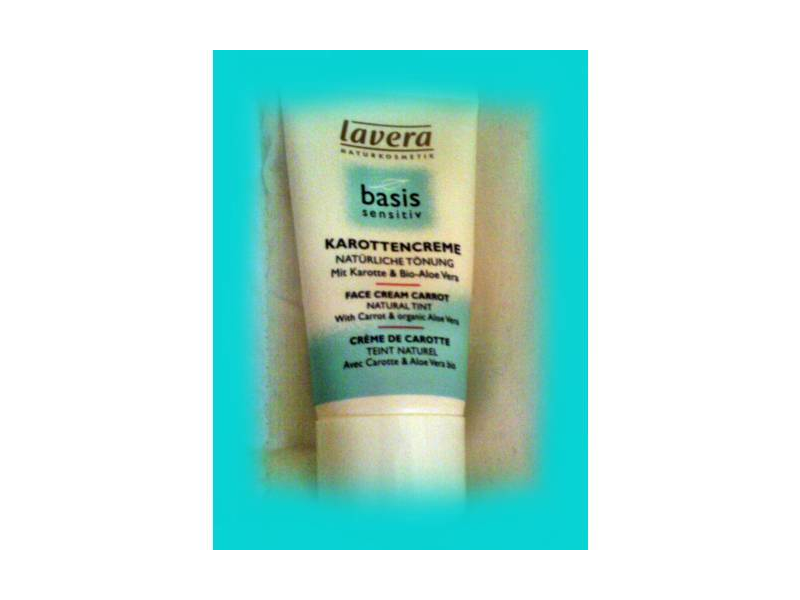 lavera
NATURKOSMETIK
basis
sensitiv
KAROTTENCREME
NATÜRLICHE TÖNUNG
Mit Karotte & Bio-Aloe Vera
FACE CREAM CARROT
NATURAL TINT
With Carrot & organic Aloe Vera
CRÈME DE CAROTTE
TEINT NATUREL
Avec Carotte & Aloe Vera bio